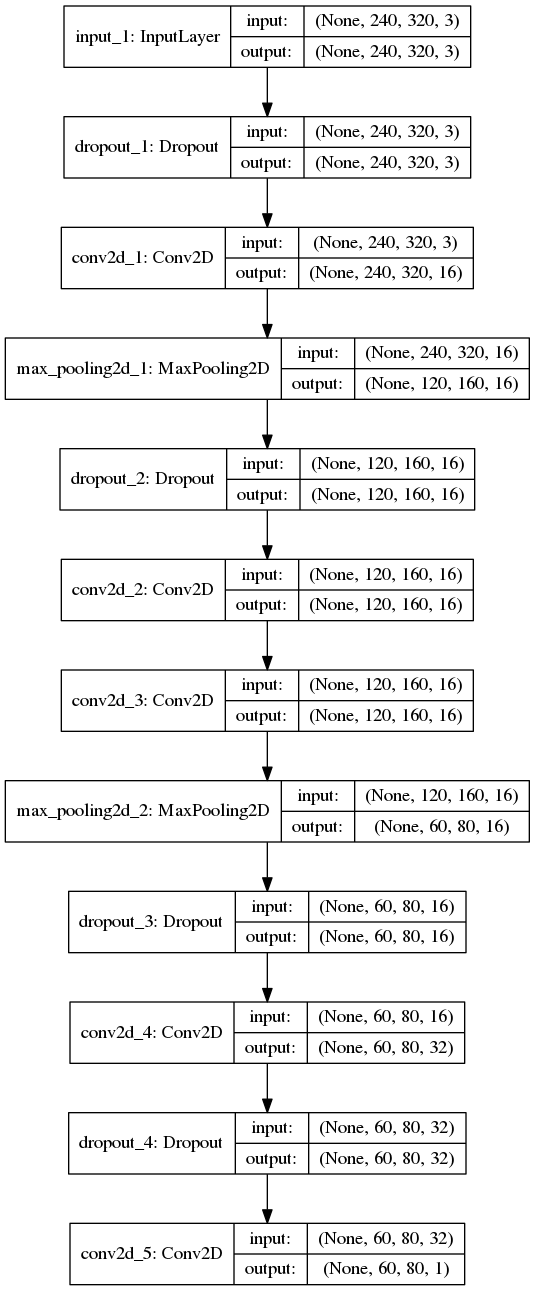 input_1: InputLayer
input: (None, 240, 320, 3)
output: (None, 240, 320, 3)
dropout_1: Dropout
input: (None, 240, 320, 3)
output: (None, 240, 320, 3)
conv2d_1: Conv2D
input: (None, 240, 320, 3)
output: (None, 240, 320, 16)
max_pooling2d_1: MaxPooling2D
input: (None, 240, 320, 16)
output: (None, 120, 160, 16)
dropout_2: Dropout
input: (None, 120, 160, 16)
output: (None, 120, 160, 16)
conv2d_2: Conv2D
input: (None, 120, 160, 16)
output: (None, 120, 160, 16)
conv2d_3: Conv2D
input: (None, 120, 160, 16)
output: (None, 120, 160, 16)
max_pooling2d_2: MaxPooling2D
input: (None, 120, 160, 16)
output: (None, 60, 80, 16)
dropout_3: Dropout
input: (None, 60, 80, 16)
output: (None, 60, 80, 16)
conv2d_4: Conv2D
input: (None, 60, 80, 16)
output: (None, 60, 80, 32)
dropout_4: Dropout
input: (None, 60, 80, 32)
output: (None, 60, 80, 32)
conv2d_5: Conv2D
input: (None, 60, 80, 32)
output: (None, 60, 80, 1)